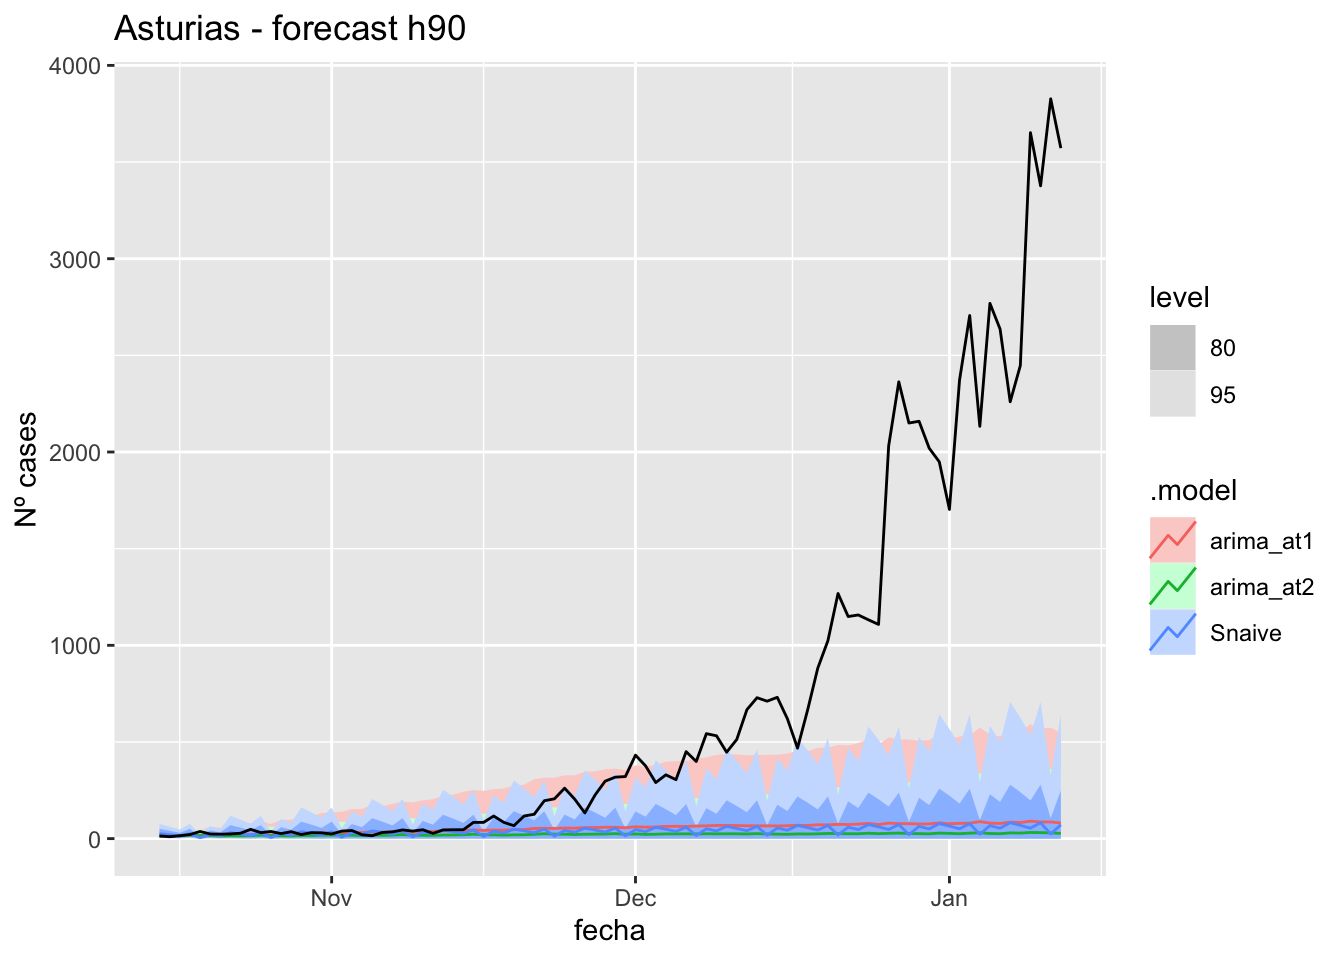 Asturias - forecast h90
4000
3000
2000
1000
0
Nº cases
Nov
Dec
Jan
fecha
level
80
95
.model
arima_at1
arima_at2
Snaive